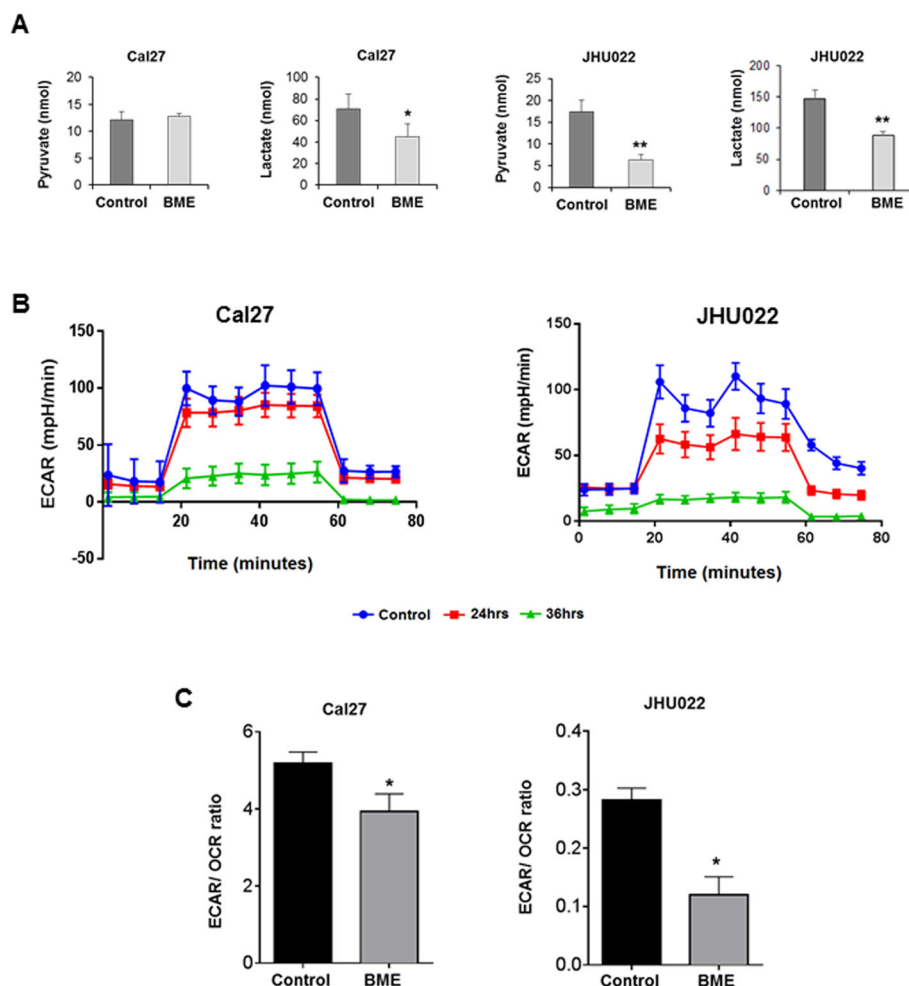 A
Cal27
Pyruvate (nmol)
20
15
10
5
0
Control BME
Cal27
Lactate (nmol)
100
80
60
40
20
0
*
Control BME
JHU022
Pyruvate (nmol)
25
20
15
10
5
0
**
Control BME
JHU022
Lactate (nmol)
200
150
100
50
0
**
Control BME
B
Cal27
ECAR (mpH/min)
150
100
50
0
-50
20 40 60 80
Time (minutes)
JHU022
ECAR (mpH/min)
150
100
50
0
0 20 40 60 80
Time (minutes)
Control 24hrs 36hrs
C
Cal27
ECAR/ OCR ratio
6
4
2
0
*
Control BME
JHU022
ECAR/ OCR ratio
0.4
0.3
0.2
0.1
0.0
*
Control BME